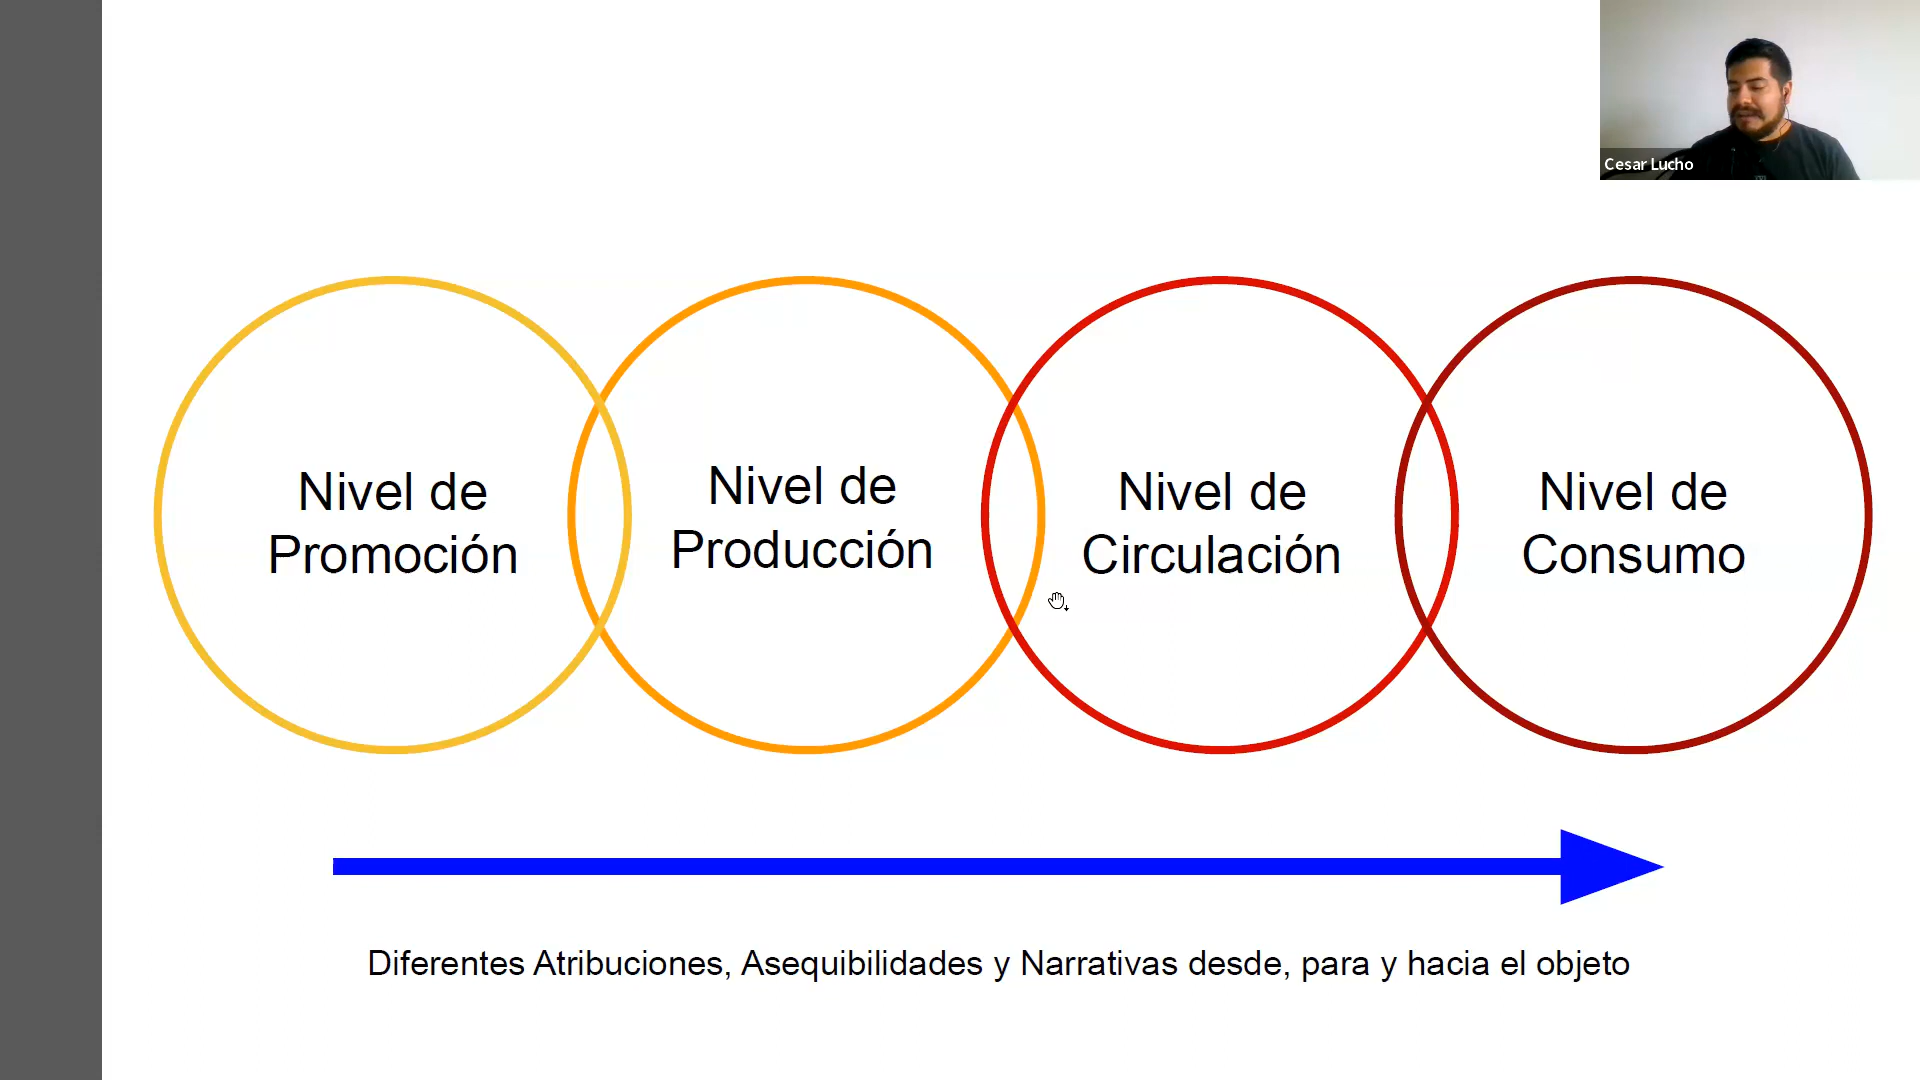 Cesar Lucho
Nivel de
Promoción
Nivel de
Producción
Nivel de
Circulación
Nivel de
Consumo
Diferentes Atribuciones, Asequibilidades y Narrativas desde, para y hacia el objeto